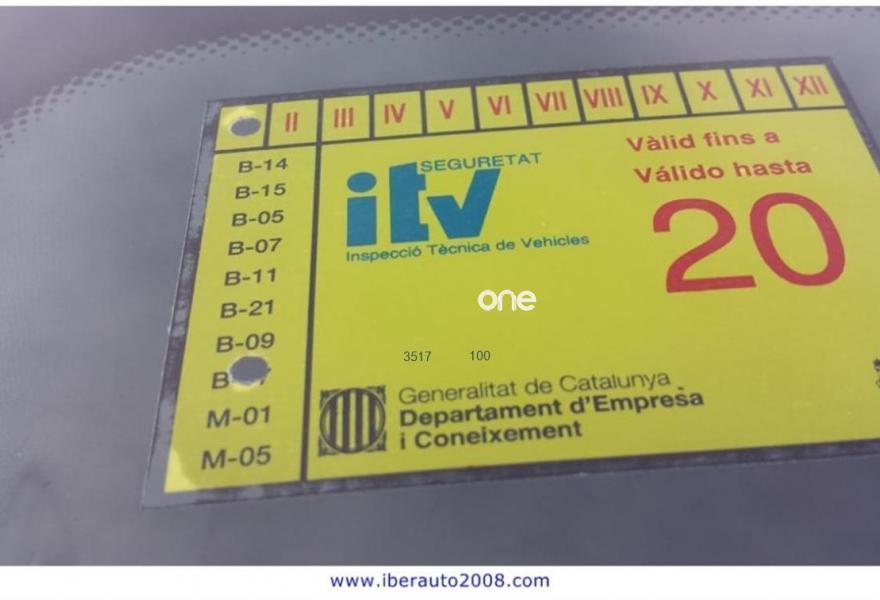 II III IV V VI VII VIII IX X XI XII
B-14
B-15
B-05
B-07
B-11
B-21
B-09
M-01
M-05
SEGURETAT
itv
Inspecció Tècnica de Vehicles
Vàlid fins a
Válido hasta
20
one
3517 100
Generalitat de Catalunya
Departament d'Empresa
i Coneixement
www.iberauto2008.com